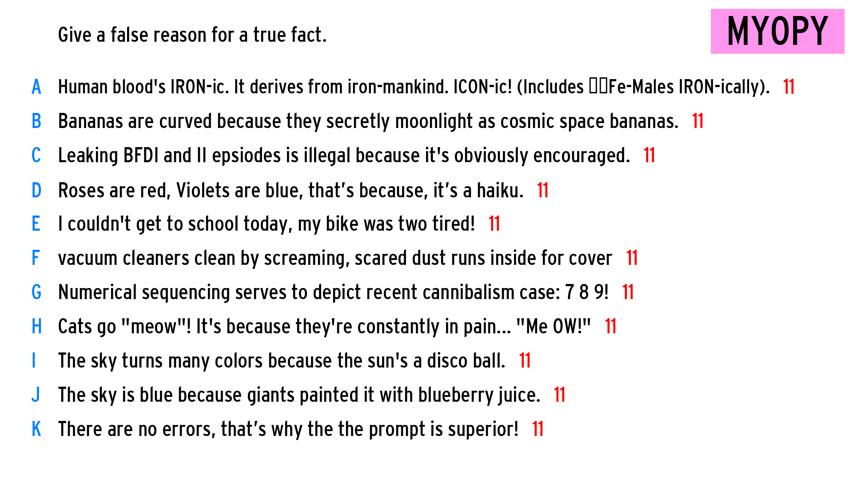 Give a false reason for a true fact.
MYOPY
A Human blood's IRON-ic. It derives from iron-mankind. ICON-ic! (Includes Fe-Males IRON-ically). 11
B Bananas are curved because they secretly moonlight as cosmic space bananas. 11
C Leaking BFDI and II epsiodes is illegal because it's obviously encouraged. 11
D Roses are red, Violets are blue, that’s because, it’s a haiku. 11
E I couldn't get to school today, my bike was two tired! 11
F vacuum cleaners clean by screaming, scared dust runs inside for cover 11
G Numerical sequencing serves to depict recent cannibalism case: 7 8 9! 11
H Cats go "meow"! It's because they're constantly in pain... "Me OW!" 11
I The sky turns many colors because the sun's a disco ball. 11
J The sky is blue because giants painted it with blueberry juice. 11
K There are no errors, that’s why the the prompt is superior! 11